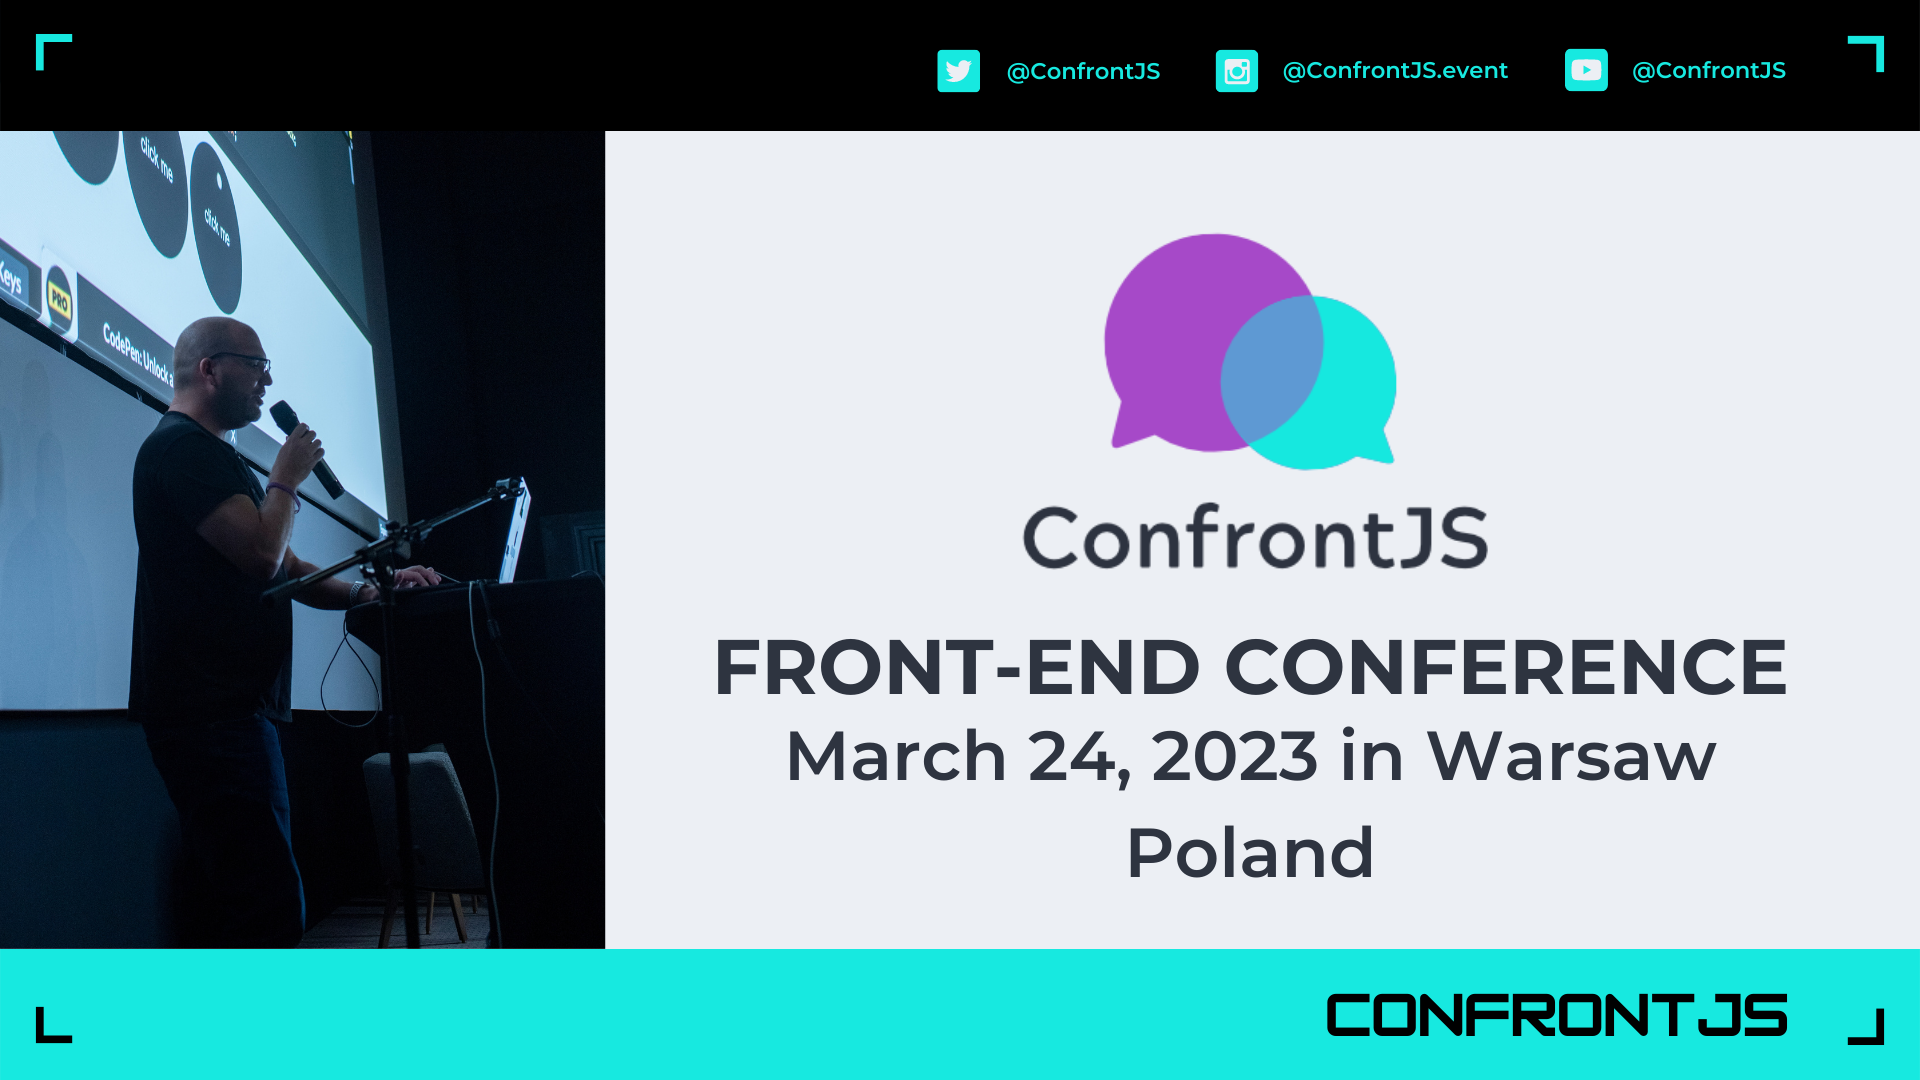 @ConfrontJS
@ConfrontJS.event
@ConfrontJS
click me
click me
Keys
PRO
CodePen: Unlock a
ConfrontJS
FRONT-END CONFERENCE
March 24, 2023 in Warsaw
Poland
CONFRONTJS